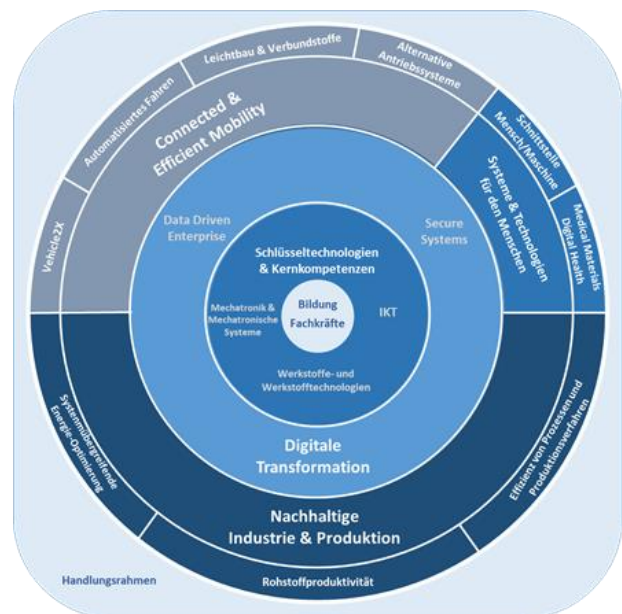 Alternative
Antriebssysteme
Leichtbau & Verbundstoffe
Automatisiertes Fahren
Vehicle2X
Connected &
Efficient Mobility
Schnittstelle
Mensch/Maschine
Systeme & Technologien
für den Menschen
Medical Materials
Digital Health
Data Driven
Enterprise
Secure
Systems
Schlüsseltechnologien
& Kernkompetenzen
Mechatronik &
Mechatronische
Systeme
Bildung
Fachkräfte
IKT
Werkstoffe- und
Werkstofftechnologien
Digitale
Transformation
Nachhaltige
Industrie & Produktion
Systemübergreifende
Energie-Optimierung
Effizienz von Prozessen und
Produktionsverfahren
Rohstoffproduktivität
Handlungsrahmen